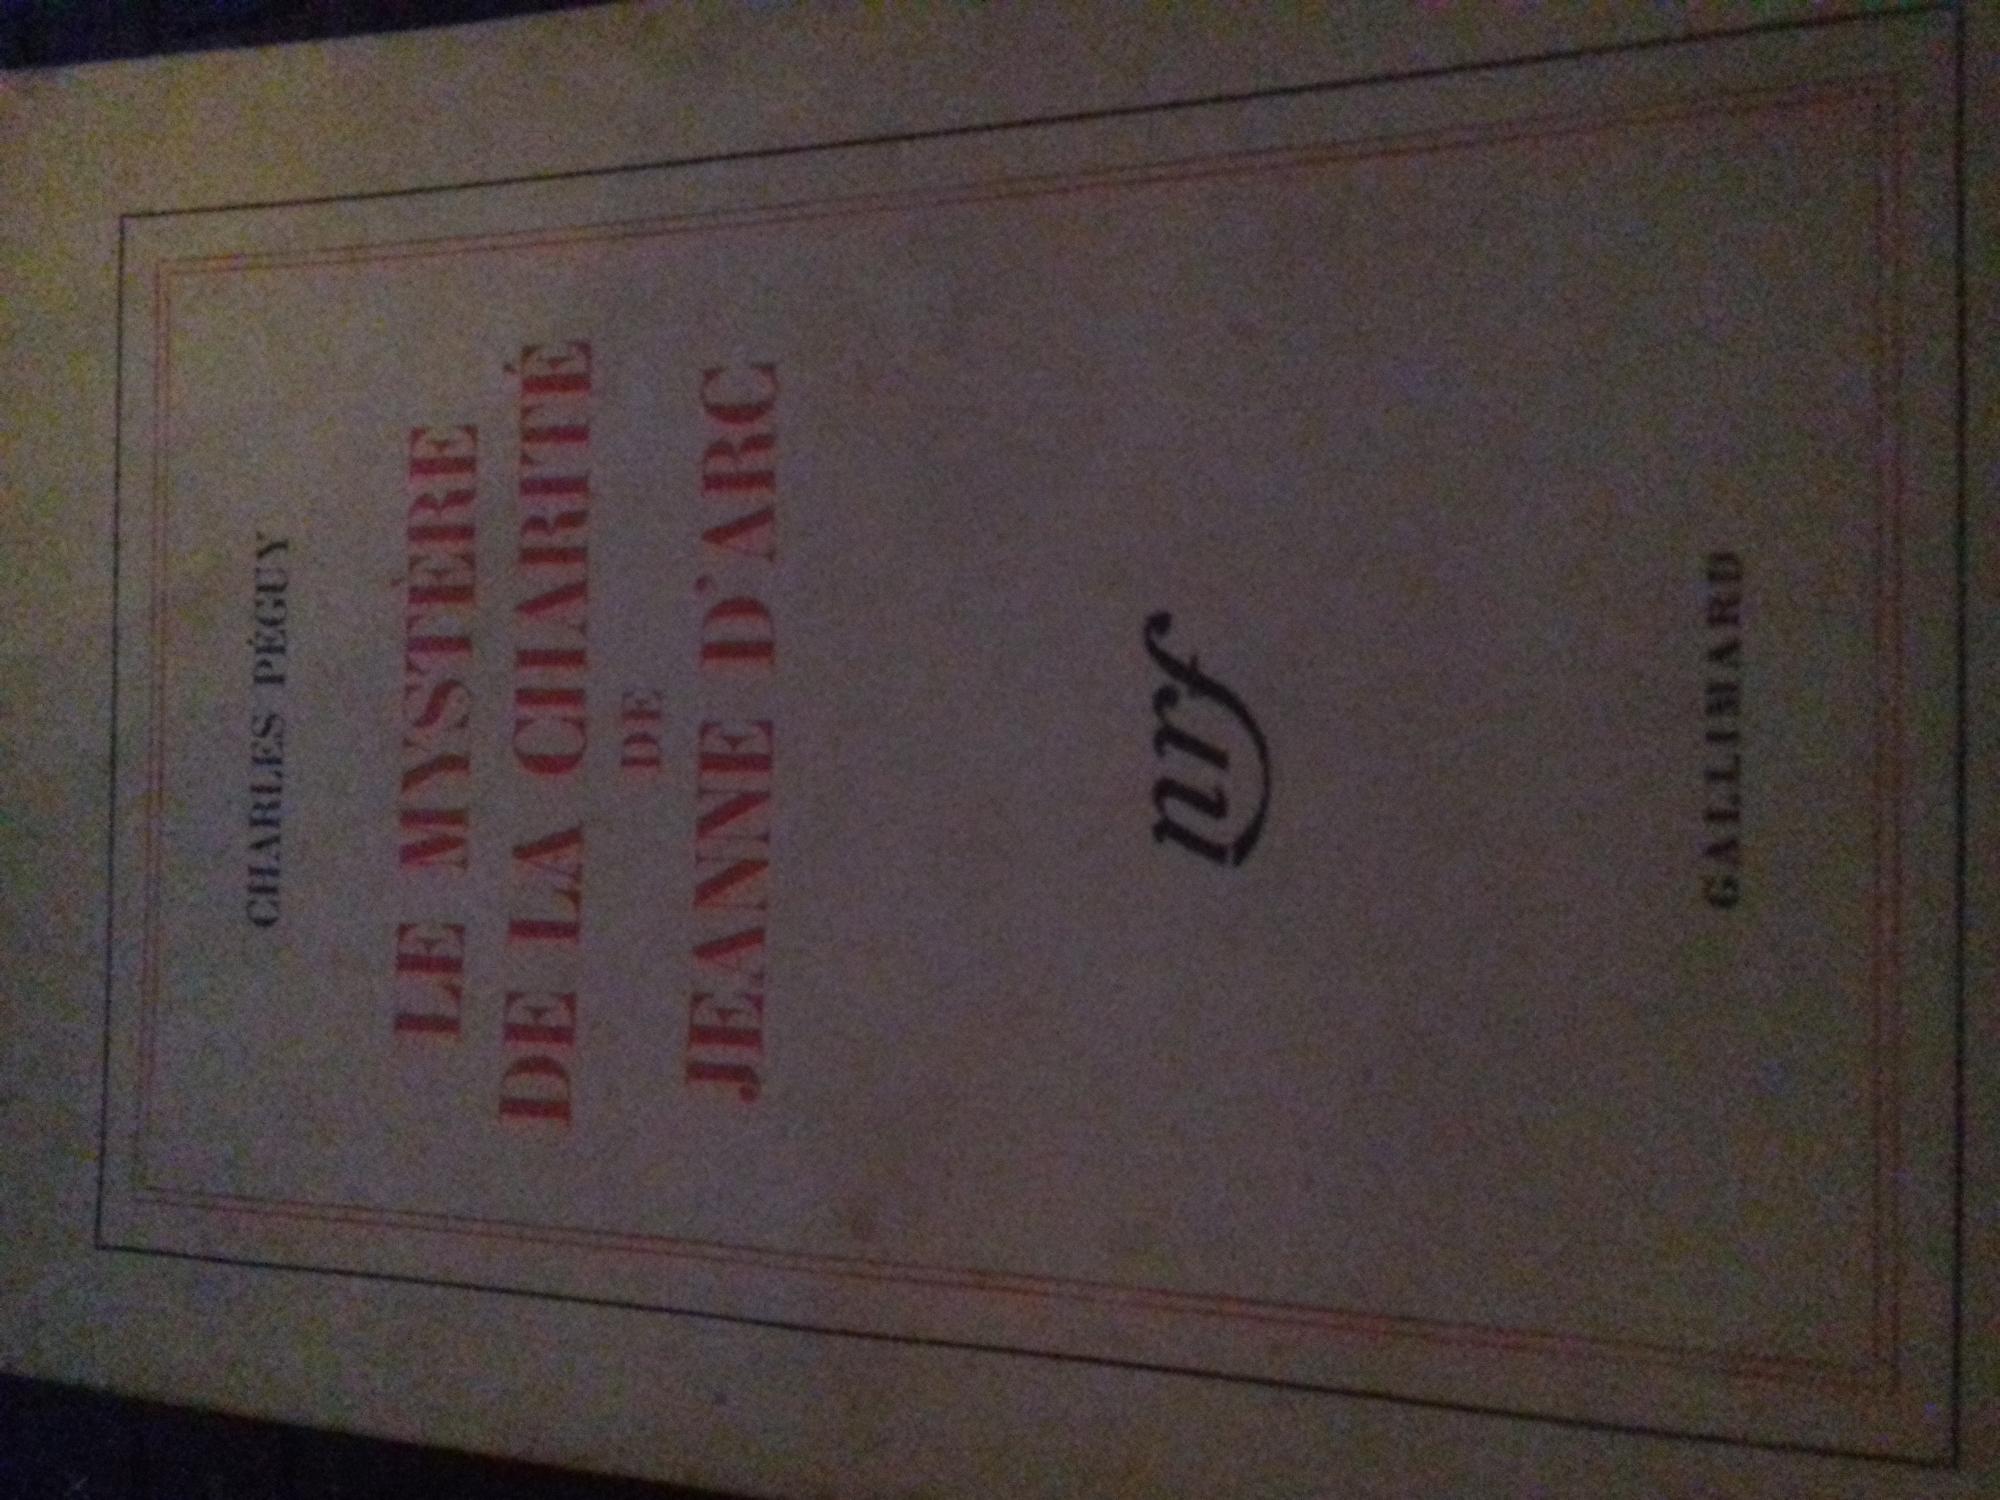 CHARLES PÉGUY
LE MYSTÈRE
DE LA CHARITÉ
DE
JEANNE D'ARC
nrf
GALLIMARD